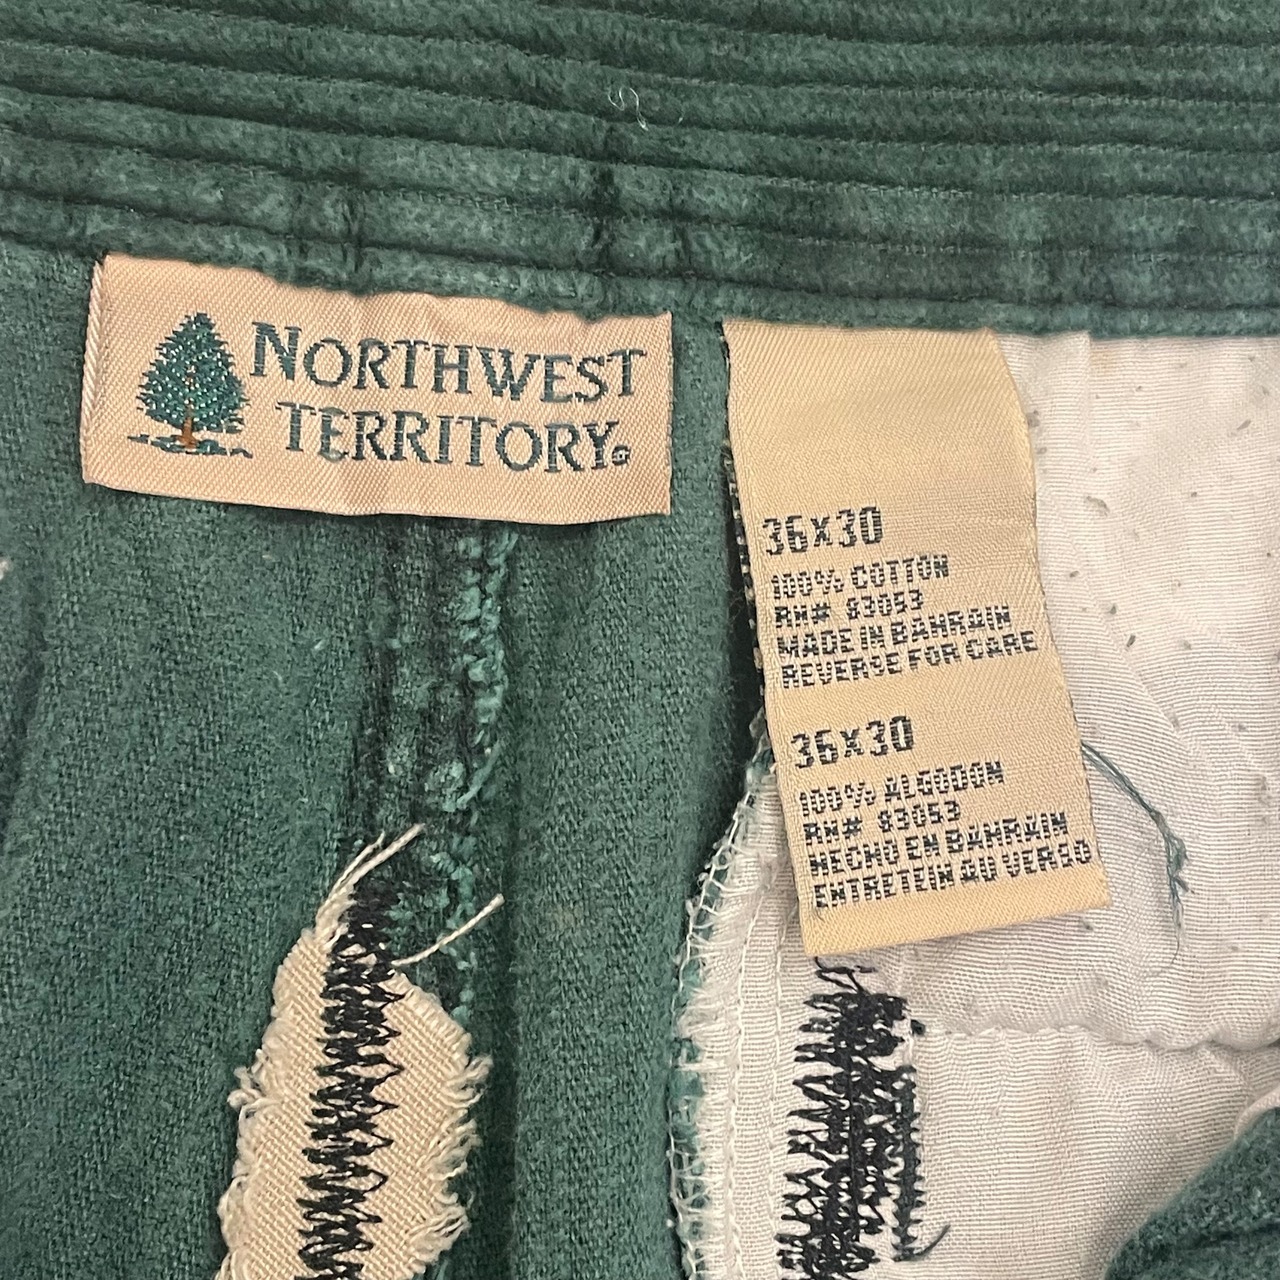 NORTHWEST
TERRITORY®
36X30
100% COTTON
RN# 83053
MADE IN BAHRAIN
REVERSE FOR CARE
36X30
100% ALGODON
RN# 83053
HECHO EN BAHRAIN
ENTRETEIN AU VERSO